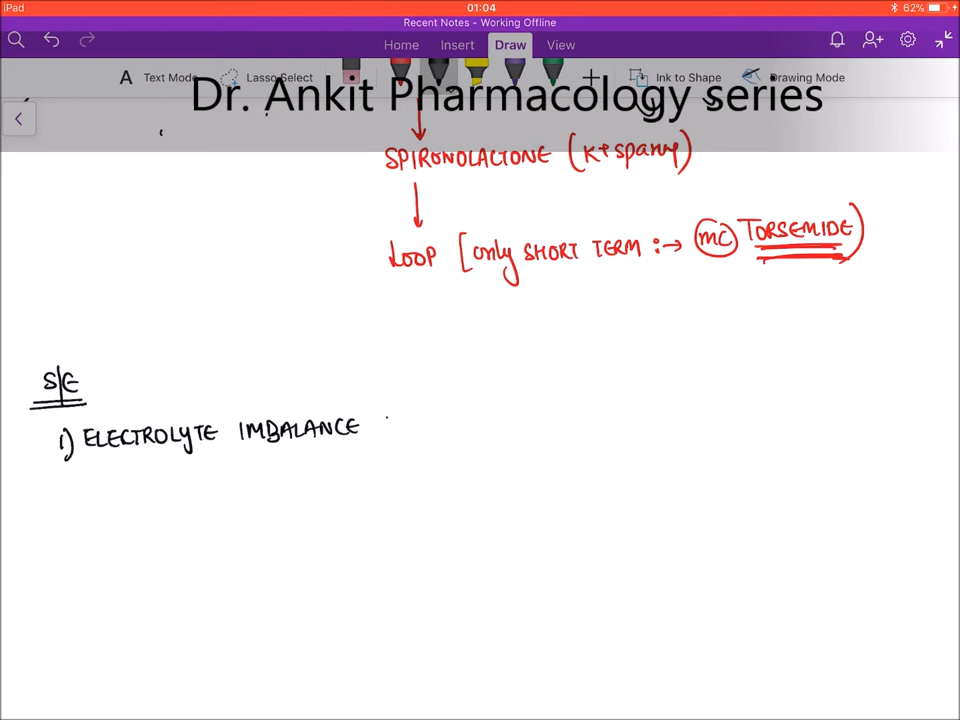 iPad 01:04 62%
Recent Notes - Working Offline
Home Insert Draw View
Text Mode Lasso Select Ink to Shape Drawing Mode
Dr. Ankit Pharmacology series
SPIRONOLACTONE (K+ sparing)
LOOP [only SHORT TERM :→ mc TORSEMIDE)
S/E
1) ELECTROLYTE IMBALANCE